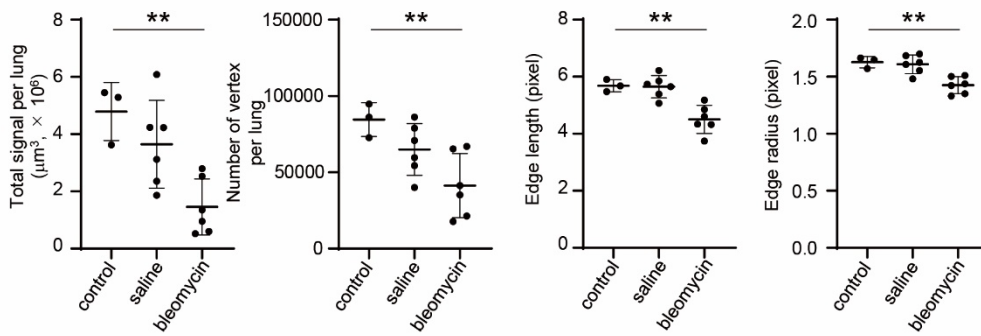 Total signal per lung
(μm³, × 10⁶)
8
6
4
2
0
**
control
saline
bleomycin
Number of vertex
per lung
150000
100000
50000
0
**
control
saline
bleomycin
Edge length (pixel)
8
6
4
2
0
**
control
saline
bleomycin
Edge radius (pixel)
2.0
1.5
1.0
0.5
0.0
**
control
saline
bleomycin